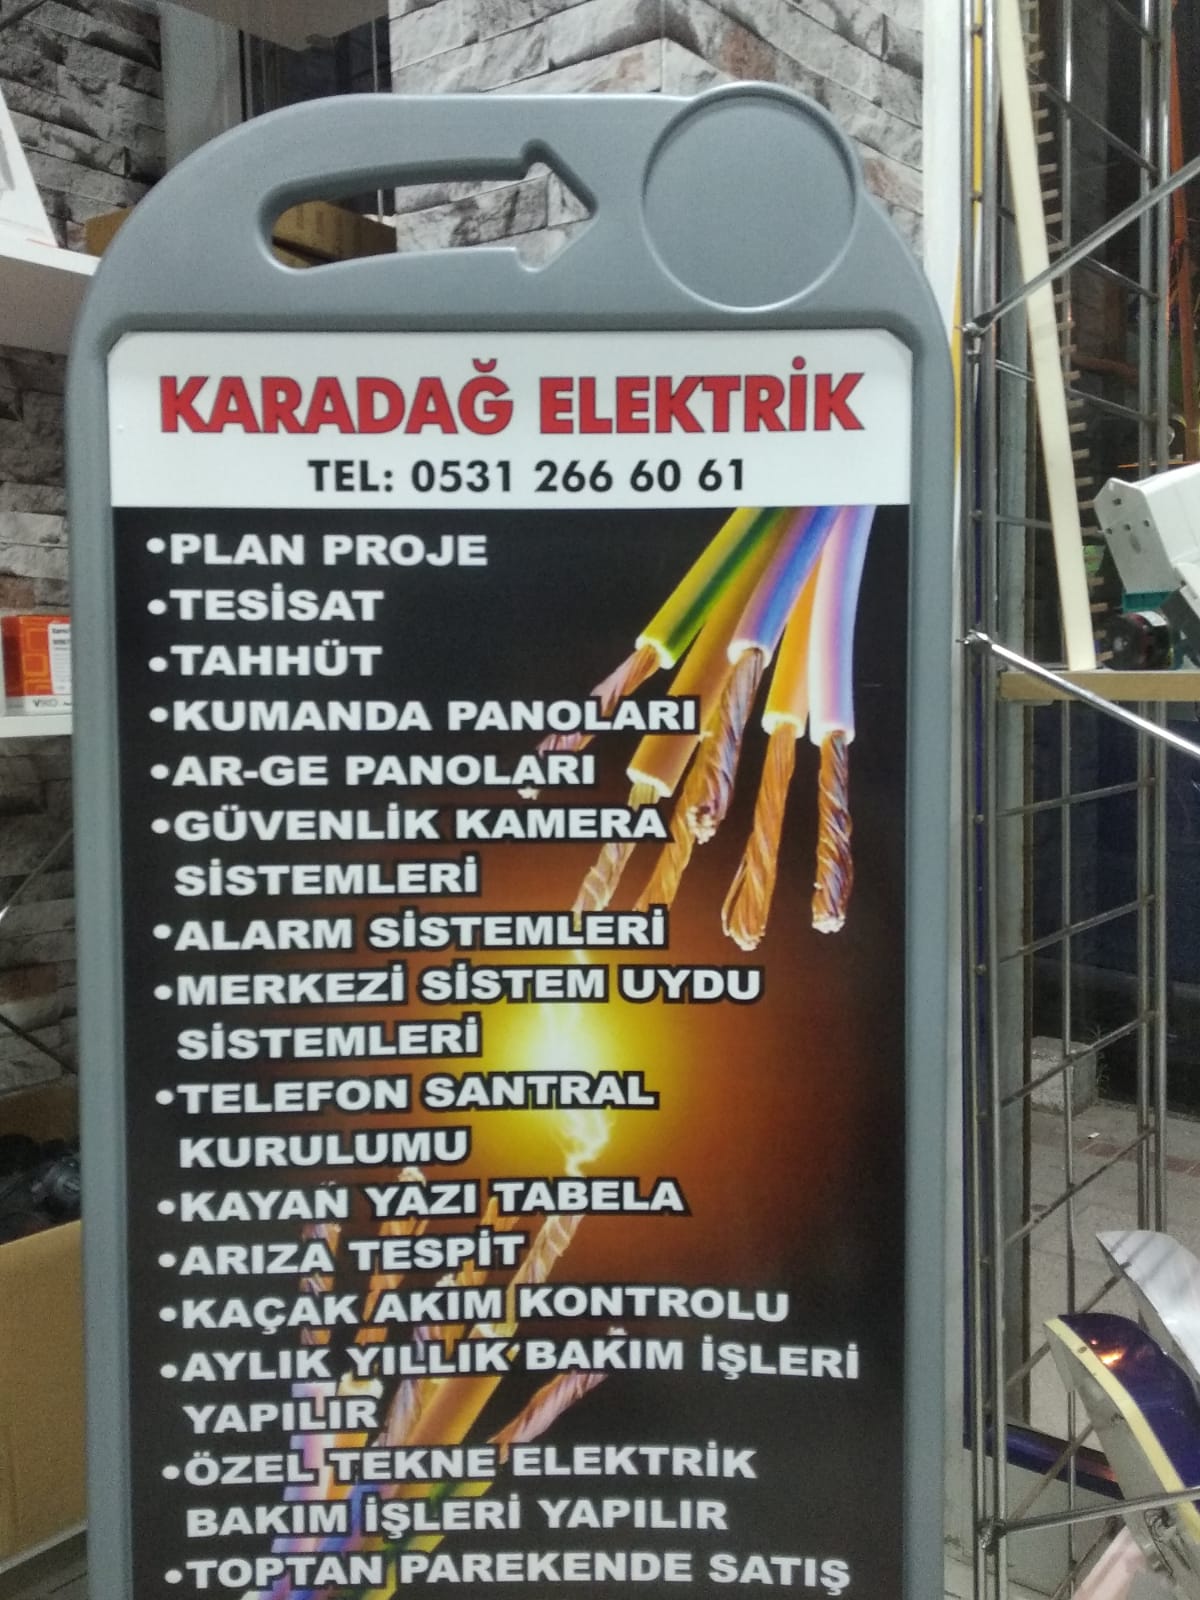 KARADAĞ ELEKTRİK
TEL: 0531 266 60 61
•PLAN PROJE
•TESİSAT
•TAHHÜT
•KUMANDA PANOLARI
•AR-GE PANOLARI
•GÜVENLİK KAMERA
SİSTEMLERİ
•ALARM SİSTEMLERİ
•MERKEZİ SİSTEM UYDU
SİSTEMLERİ
•TELEFON SANTRAL
KURULUMU
•KAYAN YAZI TABELA
•ARIZA TESPİT
•KAÇAK AKIM KONTROLU
•AYLIK YILLIK BAKIM İŞLERİ
YAPILIR
•ÖZEL TEKNE ELEKTRİK
BAKIM İŞLERİ YAPILIR
•TOPTAN PAREKENDE SATIŞ
VIKO